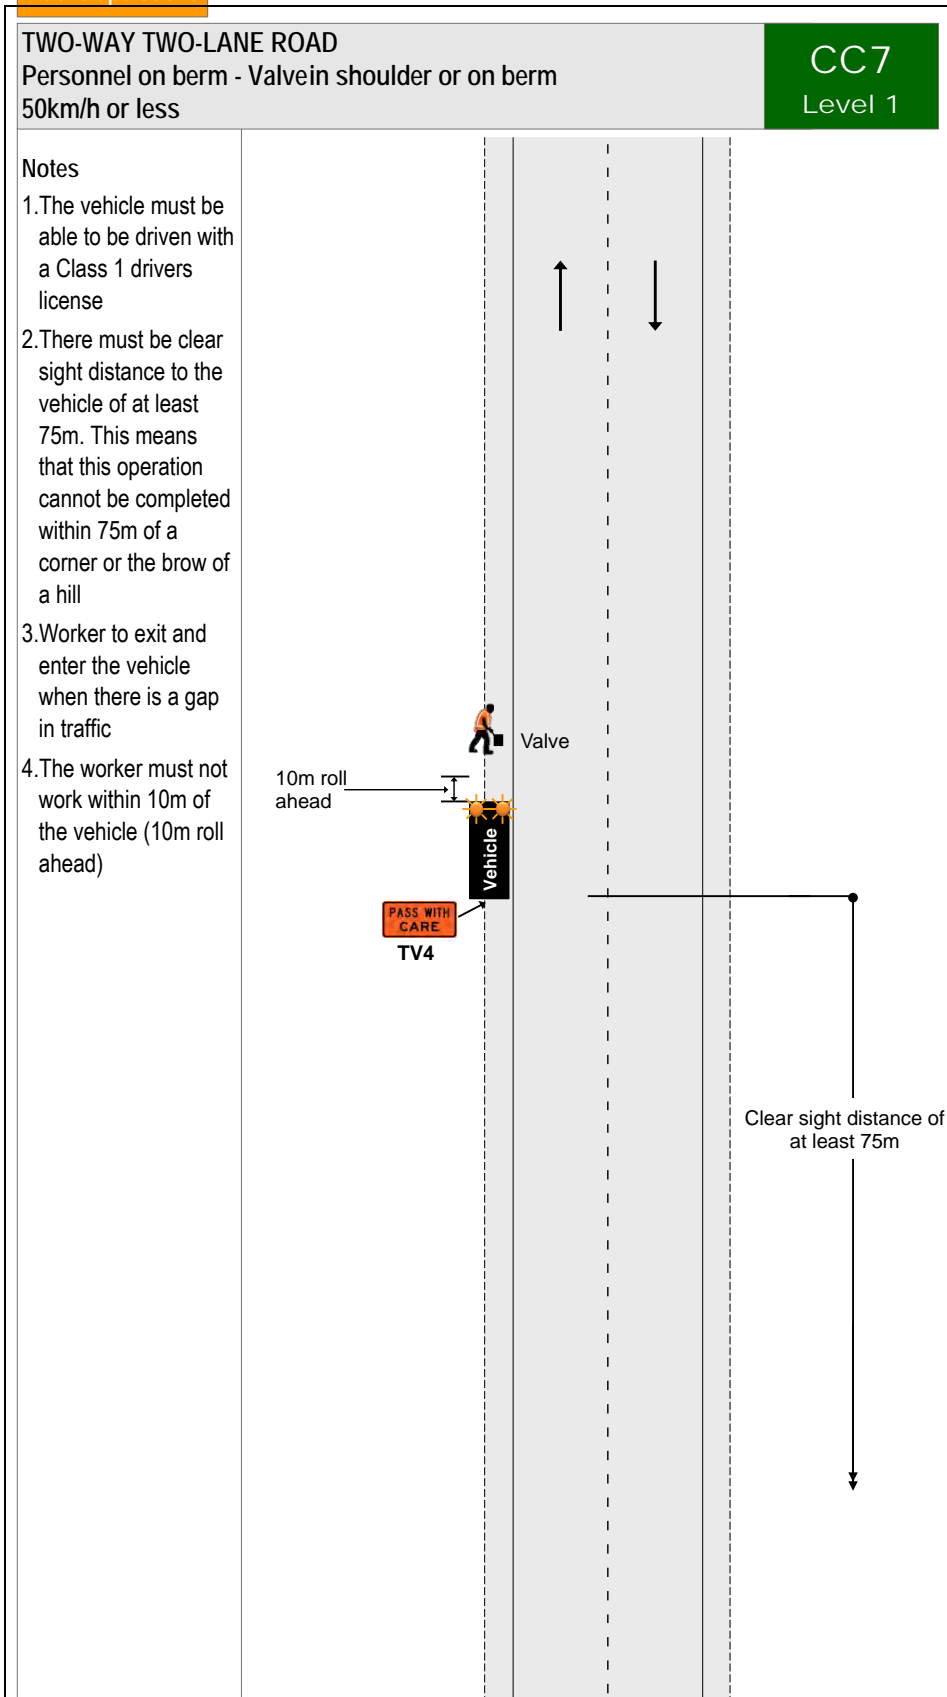 TWO-WAY TWO-LANE ROAD
Personnel on berm - Valvein shoulder or on berm
50km/h or less
CC7
Level 1
Notes
1.The vehicle must be
able to be driven with
a Class 1 drivers
license
2.There must be clear
sight distance to the
vehicle of at least
75m. This means
that this operation
cannot be completed
within 75m of a
corner or the brow of
a hill
3.Worker to exit and
enter the vehicle
when there is a gap
in traffic
4.The worker must not
work within 10m of
the vehicle (10m roll
ahead)
Valve
10m roll
ahead
Vehicle
PASS WITH
CARE
TV4
Clear sight distance of
at least 75m